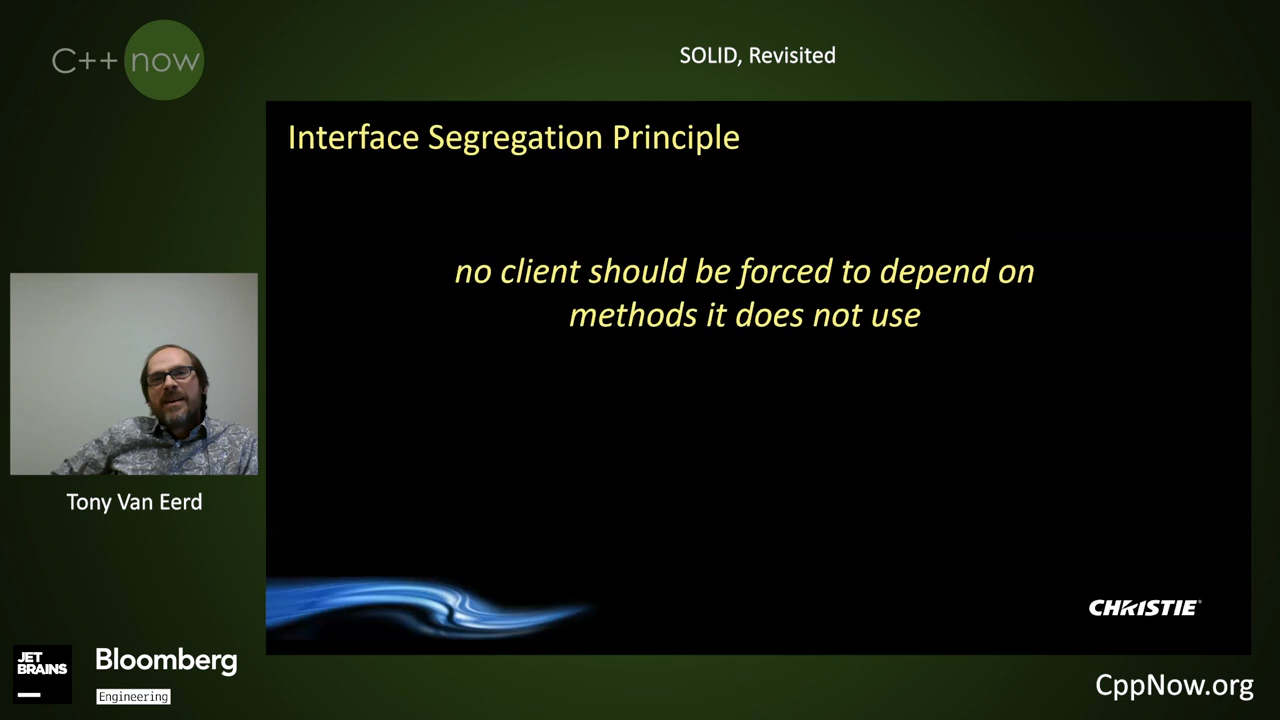 C++ now
SOLID, Revisited
Interface Segregation Principle
no client should be forced to depend on
methods it does not use
Tony Van Eerd
CHRISTIE®
JET
BRAINS
Bloomberg
Engineering
CppNow.org